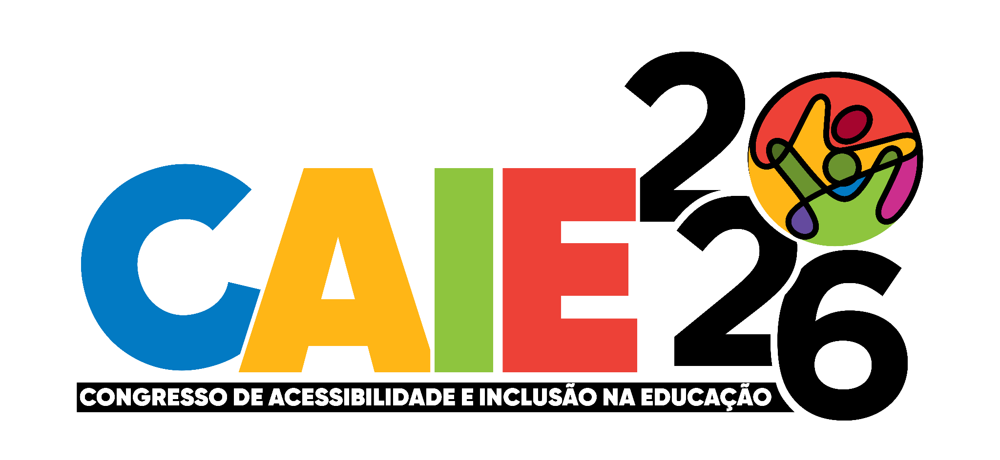 CAIE
2026
CONGRESSO DE ACESSIBILIDADE E INCLUSÃO NA EDUCAÇÃO